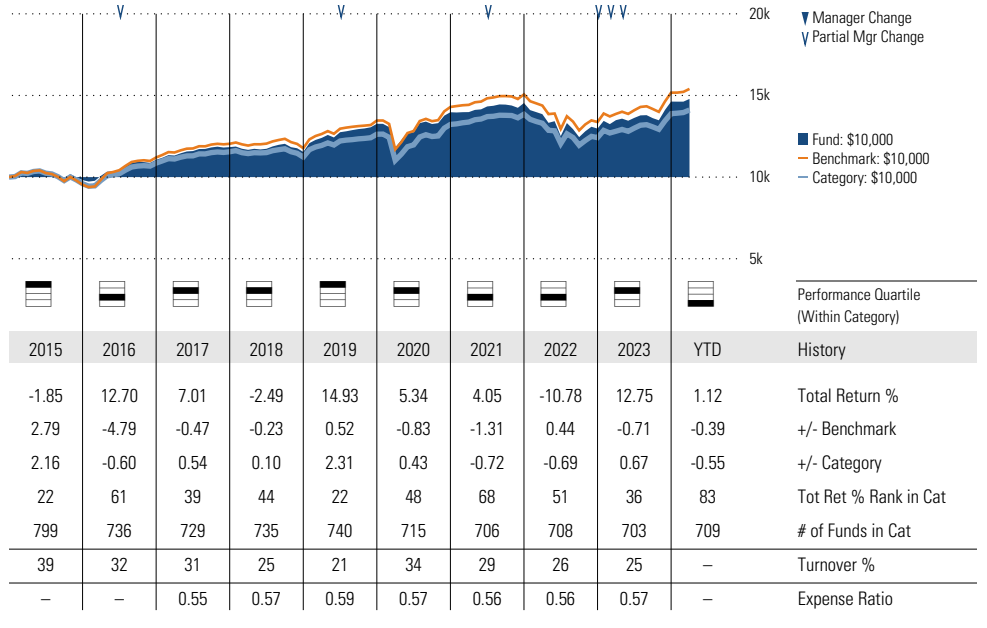 20k
Manager Change
Partial Mgr Change
15k
Fund: $10,000
Benchmark: $10,000
Category: $10,000
10k
5k
Performance Quartile
(Within Category)
2015 2016 2017 2018 2019 2020 2021 2022 2023 YTD History
-1.85 12.70 7.01 -2.49 14.93 5.34 4.05 -10.78 12.75 1.12 Total Return %
2.79 -4.79 -0.47 -0.23 0.52 -0.83 -1.31 0.44 -0.71 -0.39 +/- Benchmark
2.16 -0.60 0.54 0.10 2.31 0.43 -0.72 -0.69 0.67 -0.55 +/- Category
22 61 39 44 22 48 68 51 36 83 Tot Ret % Rank in Cat
799 736 729 735 740 715 706 708 703 709 # of Funds in Cat
39 32 31 25 21 34 29 26 25 – Turnover %
– – 0.55 0.57 0.59 0.57 0.56 0.56 0.57 – Expense Ratio